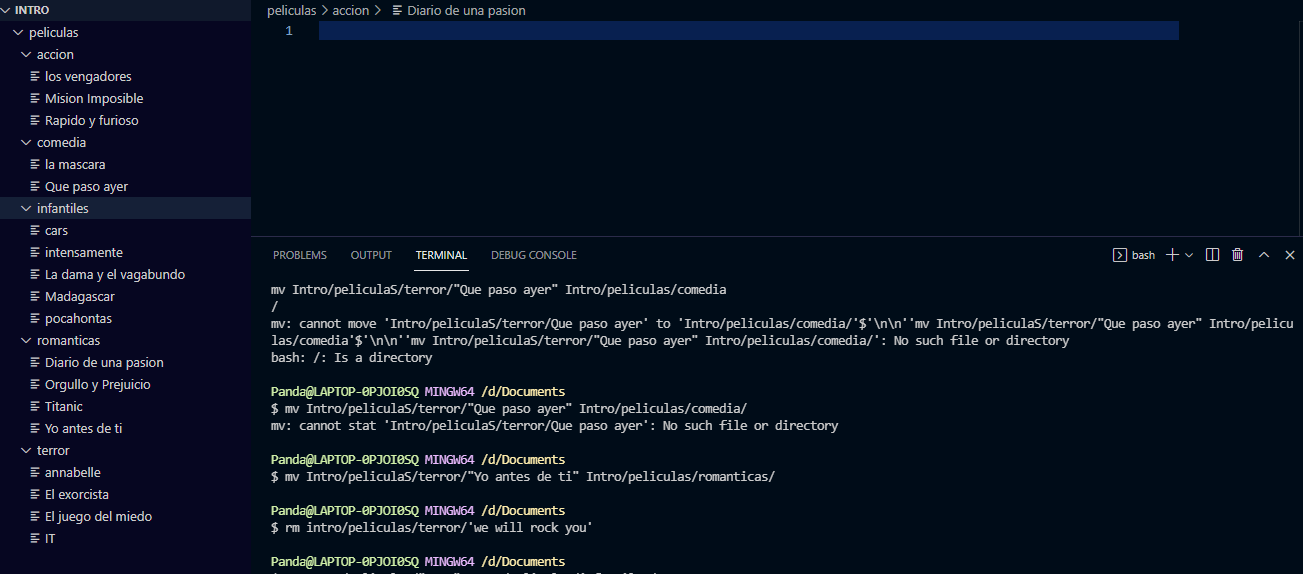 INTRO
peliculas
accion
los vengadores
Mision Imposible
Rapido y furioso
comedia
la mascara
Que paso ayer
infantiles
cars
intensamente
La dama y el vagabundo
Madagascar
pocahontas
romanticas
Diario de una pasion
Orgullo y Prejuicio
Titanic
Yo antes de ti
terror
annabelle
El exorcista
El juego del miedo
IT
peliculas > accion > Diario de una pasion
1
PROBLEMS OUTPUT TERMINAL DEBUG CONSOLE bash
mv Intro/peliculaS/terror/"Que paso ayer" Intro/peliculas/comedia
/
mv: cannot move 'Intro/peliculaS/terror/Que paso ayer' to 'Intro/peliculas/comedia/'$'\n\n''mv Intro/peliculaS/terror/"Que paso ayer" Intro/pelicu
las/comedia'$'\n\n''mv Intro/peliculaS/terror/"Que paso ayer" Intro/peliculas/comedia/': No such file or directory
bash: /: Is a directory
Panda@LAPTOP-0PJOI0SQ MINGW64 /d/Documents
$ mv Intro/peliculaS/terror/"Que paso ayer" Intro/peliculas/comedia/
mv: cannot stat 'Intro/peliculaS/terror/Que paso ayer': No such file or directory
Panda@LAPTOP-0PJOI0SQ MINGW64 /d/Documents
$ mv Intro/peliculaS/terror/"Yo antes de ti" Intro/peliculas/romanticas/
Panda@LAPTOP-0PJOI0SQ MINGW64 /d/Documents
$ rm intro/peliculas/terror/'we will rock you'
Panda@LAPTOP-0PJOI0SQ MINGW64 /d/Documents